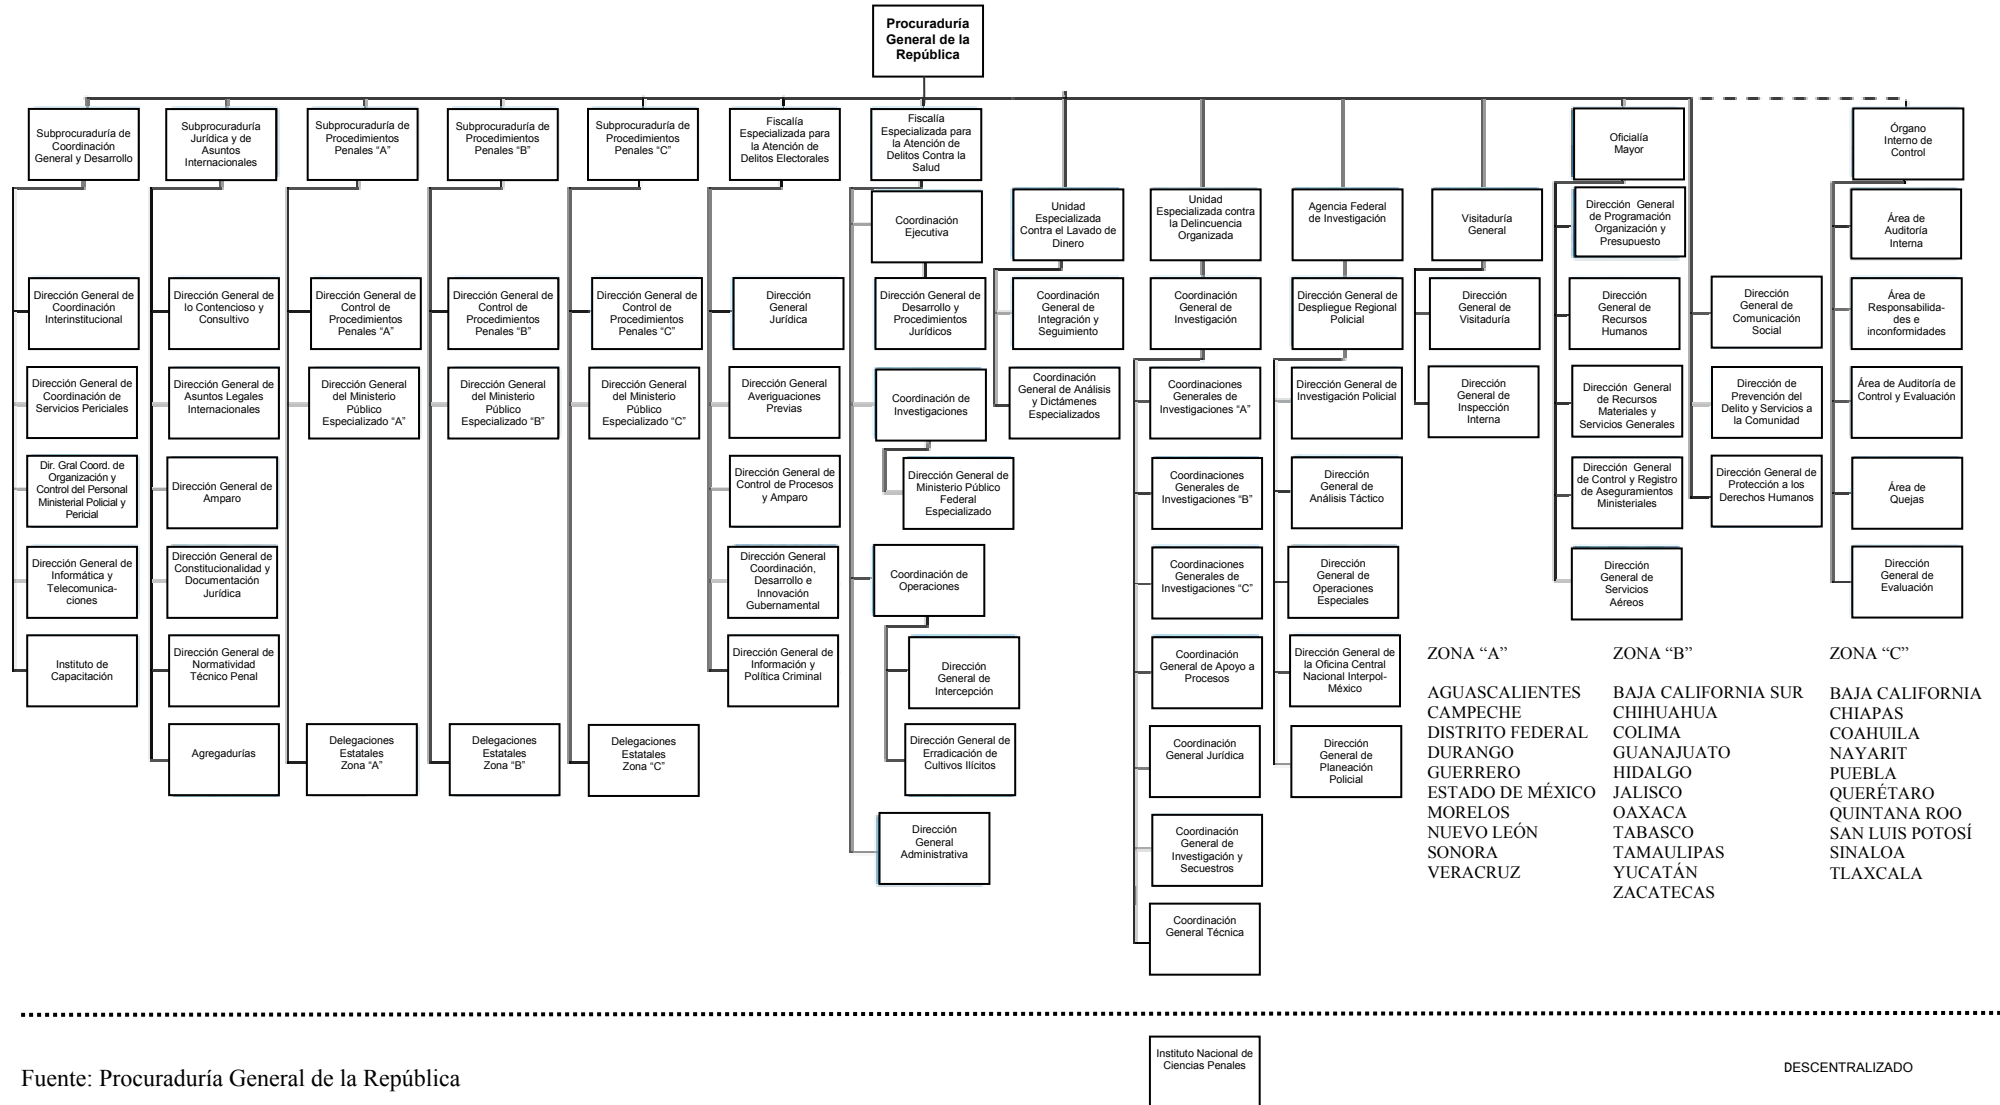 Procuraduría
General de la
República
Subprocuraduría de
Coordinación
General y Desarrollo
Subprocuraduría
Jurídica y de
Asuntos
Internacionales
Subprocuraduría de
Procedimientos
Penales “A”
Subprocuraduría de
Procedimientos
Penales “B”
Subprocuraduría de
Procedimientos
Penales “C”
Fiscalía
Especializada para
la Atención de
Delitos Electorales
Fiscalía
Especializada para
la Atención de
Delitos Contra la
Salud
Oficialía
Mayor
Órgano
Interno de
Control
Coordinación
Ejecutiva
Unidad
Especializada
Contra el Lavado de
Dinero
Unidad
Especializada contra
la Delincuencia
Organizada
Agencia Federal
de Investigación
Visitaduría
General
Dirección General
de Programación
Organización y
Presupuesto
Área de
Auditoría
Interna
Dirección General de
Coordinación
Interinstitucional
Dirección General de
lo Contencioso y
Consultivo
Dirección General de
Control de
Procedimientos
Penales “A”
Dirección General de
Control de
Procedimientos
Penales “B”
Dirección General de
Control de
Procedimientos
Penales “C”
Dirección
General
Jurídica
Dirección General de
Desarrollo y
Procedimientos
Jurídicos
Coordinación
General de
Integración y
Seguimiento
Coordinación
General de
Investigación
Dirección General de
Despliegue Regional
Policial
Dirección
General de
Visitaduría
Dirección
General de
Recursos
Humanos
Dirección
General de
Comunicación
Social
Área de
Responsabilida-
des e
inconformidades
Dirección General de
Coordinación de
Servicios Periciales
Dirección General de
Asuntos Legales
Internacionales
Dirección General
del Ministerio
Público
Especializado “A”
Dirección General
del Ministerio
Público
Especializado “B”
Dirección General
del Ministerio
Público
Especializado “C”
Dirección General
Averiguaciones
Previas
Coordinación de
Investigaciones
Coordinación
General de Análisis
y Dictámenes
Especializados
Coordinaciones
Generales de
Investigaciones “A”
Dirección General de
Investigación Policial
Dirección
General de
Inspección
Interna
Dirección General
de Recursos
Materiales y
Servicios Generales
Dirección de
Prevención del
Delito y Servicios a
la Comunidad
Área de Auditoría de
Control y Evaluación
Dir. Gral Coord. de
Organización y
Control del Personal
Ministerial Policial y
Pericial
Dirección General de
Amparo
Dirección General de
Control de Procesos
y Amparo
Dirección General de
Ministerio Público
Federal
Especializado
Coordinaciones
Generales de
Investigaciones “B”
Dirección
General de
Análisis Táctico
Dirección General
de Control y Registro
de Aseguramientos
Ministeriales
Dirección General de
Protección a los
Derechos Humanos
Área de
Quejas
Dirección General de
Informática y
Telecomunica-
ciones
Dirección General de
Constitucionalidad y
Documentación
Jurídica
Dirección General
Coordinación,
Desarrollo e
Innovación
Gubernamental
Coordinación de
Operaciones
Coordinaciones
Generales de
Investigaciones “C”
Dirección
General de
Operaciones
Especiales
Dirección
General de
Servicios
Aéreos
Dirección
General de
Evaluación
Instituto de
Capacitación
Dirección General de
Normatividad
Técnico Penal
Dirección General de
Información y
Política Criminal
Dirección
General de
Intercepción
Coordinación
General de Apoyo a
Procesos
Dirección General de
la Oficina Central
Nacional Interpol-
México
Agregadurías
Delegaciones
Estatales
Zona “A”
Delegaciones
Estatales
Zona “B”
Delegaciones
Estatales
Zona “C”
Dirección General de
Erradicación de
Cultivos Ilícitos
Coordinación
General Jurídica
Dirección
General de
Planeación
Policial
Dirección
General
Administrativa
Coordinación
General de
Investigación y
Secuestros
Coordinación
General Técnica
ZONA “A”
AGUASCALIENTES
CAMPECHE
DISTRITO FEDERAL
DURANGO
GUERRERO
ESTADO DE MÉXICO
MORELOS
NUEVO LEÓN
SONORA
VERACRUZ
ZONA “B”
BAJA CALIFORNIA SUR
CHIHUAHUA
COLIMA
GUANAJUATO
HIDALGO
JALISCO
OAXACA
TABASCO
TAMAULIPAS
YUCATÁN
ZACATECAS
ZONA “C”
BAJA CALIFORNIA
CHIAPAS
COAHUILA
NAYARIT
PUEBLA
QUERÉTARO
QUINTANA ROO
SAN LUIS POTOSÍ
SINALOA
TLAXCALA
Instituto Nacional de
Ciencias Penales
DESCENTRALIZADO
Fuente: Procuraduría General de la República